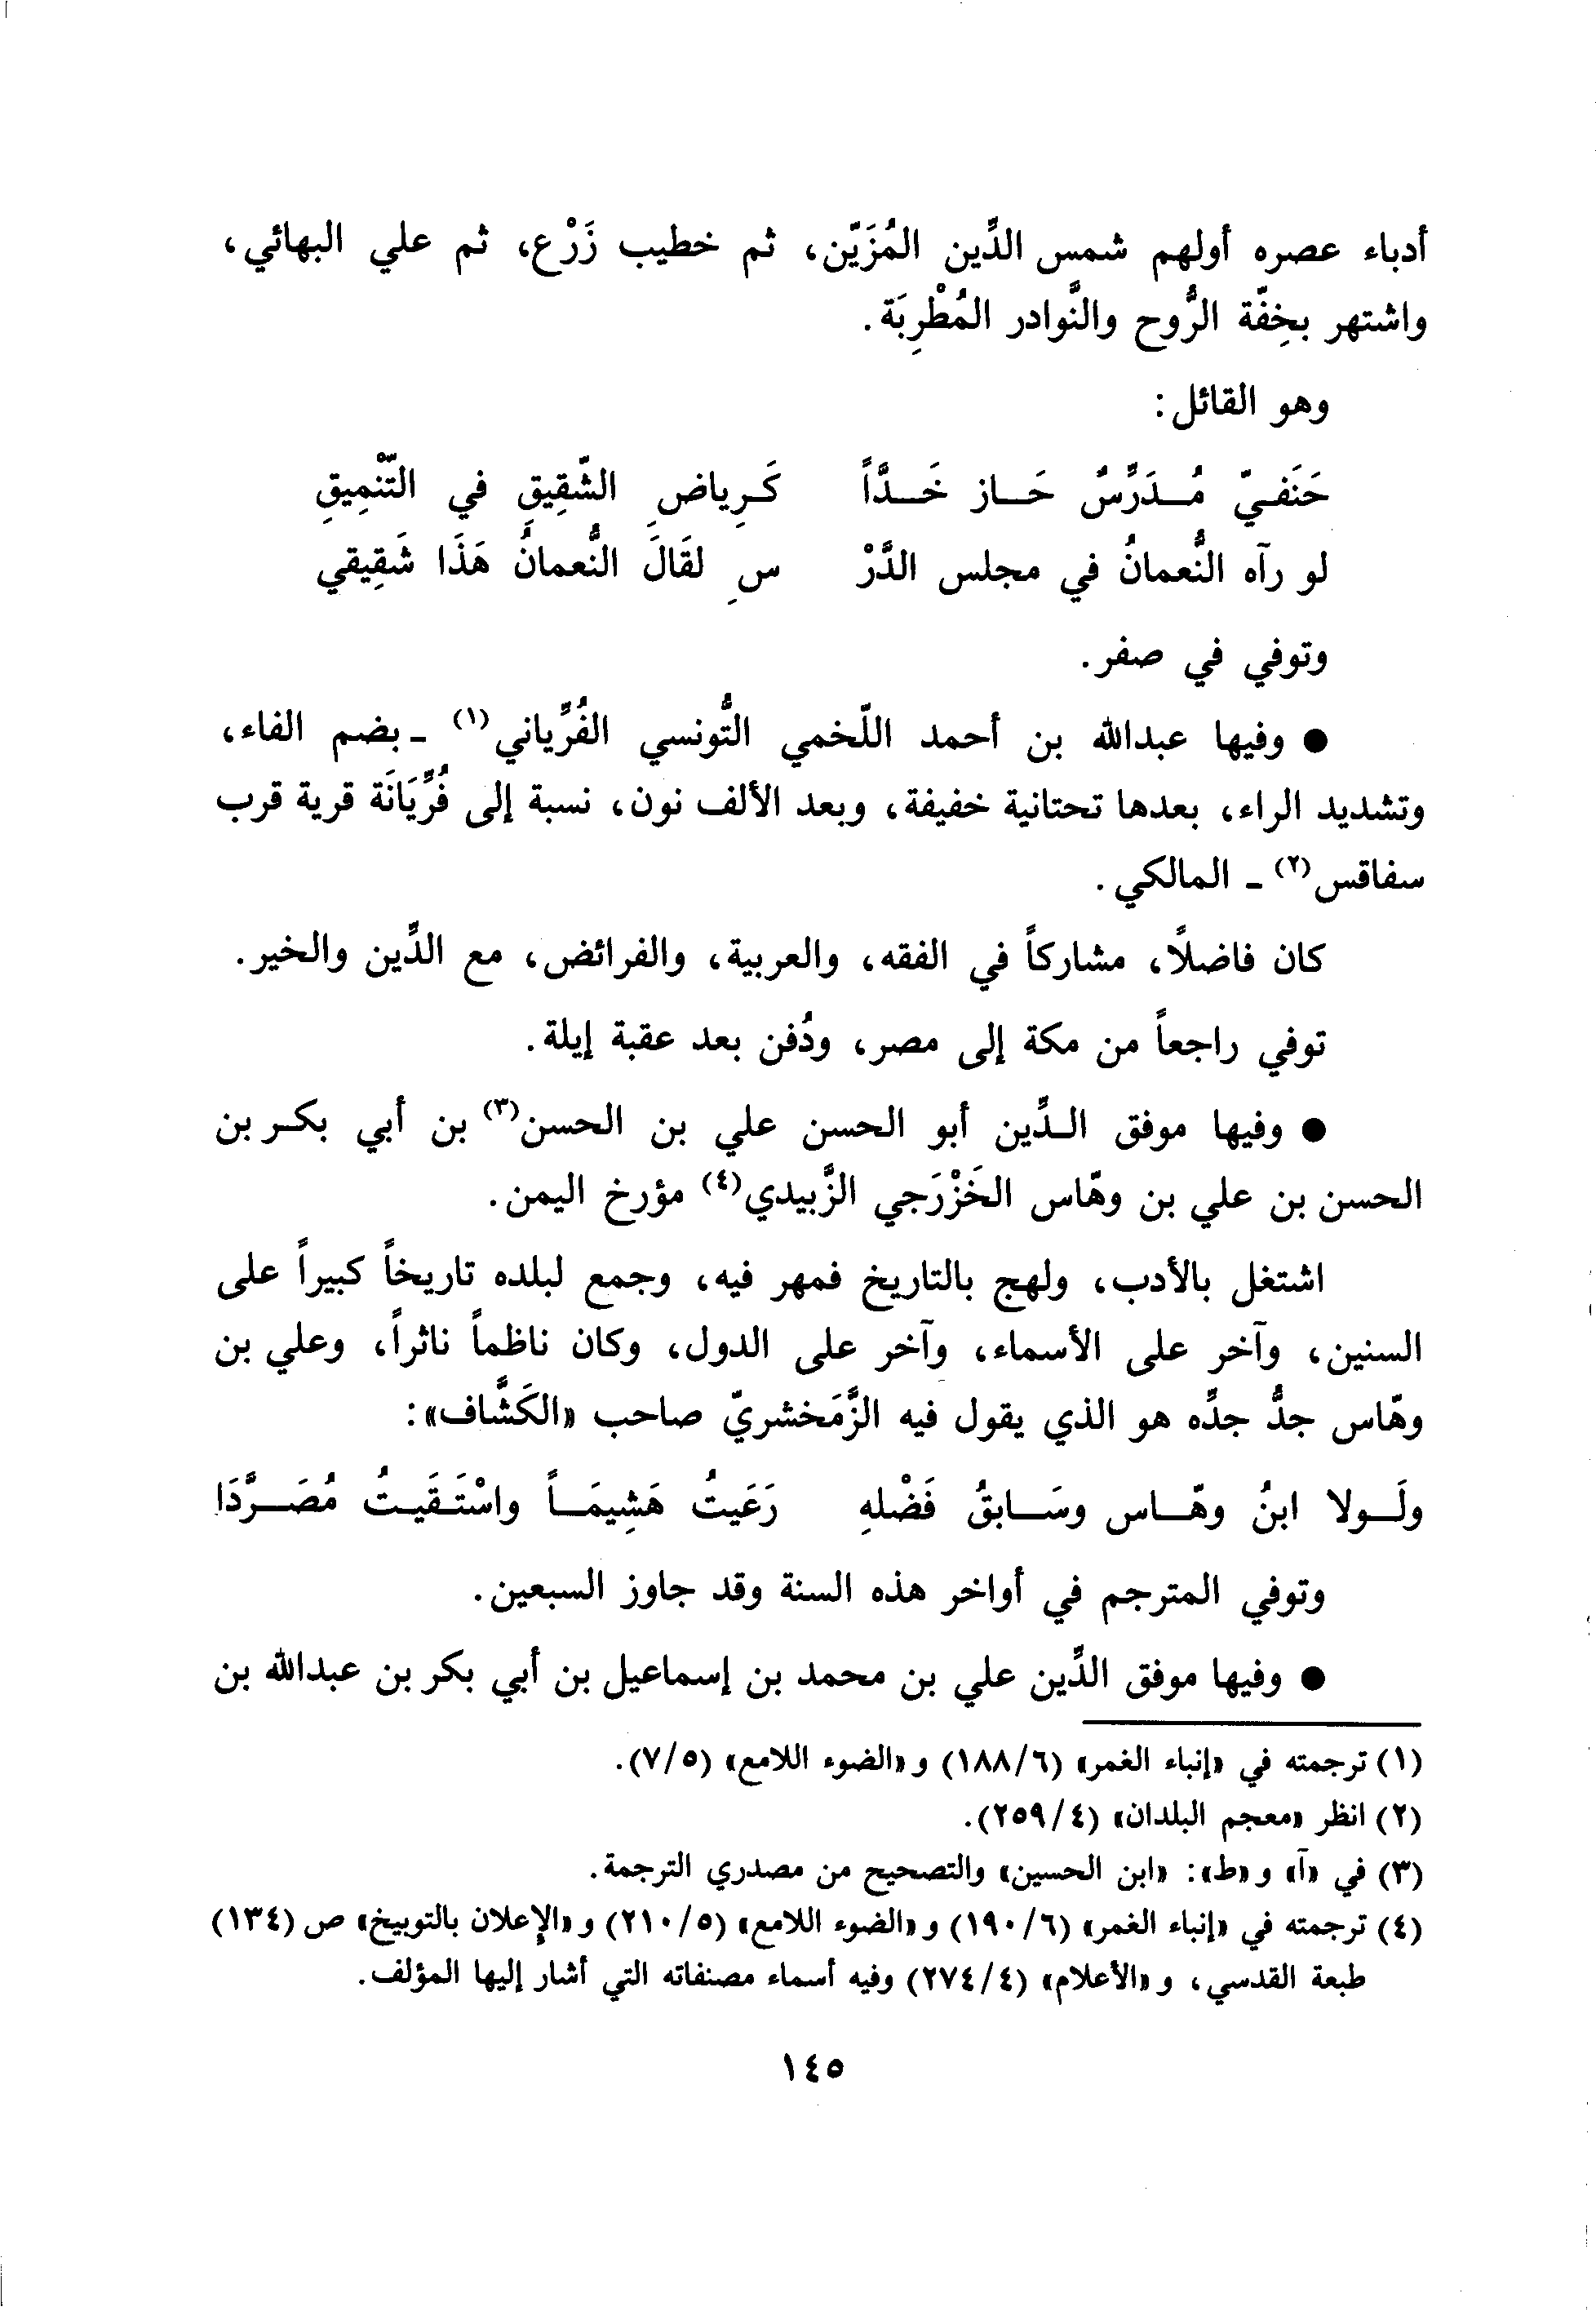 أدباء عصره أولهم شمس الدِّين المُزَيّن، ثم خطيب زَرْع، ثم علي البهائي،
واشتهر بخِفّة الرُّوح والنَّوادر المُطْرِبَة.
وهو القائل:
حَنَفيّ مُـدَرِّسٌ حَـاز خَـدَّاً كَـرِياضِ الشّقِيقِ في التّنْمِيقِ
لو رآه النُّعمانُ في مجلس الدَّرْ سِ لقَالَ النُّعمانُ هَذَا شَقِيقي
وتوفي في صفر.
● وفيها عبدالله بن أحمد اللّخمي التُّونسي الفُرِّياني(١) ـ بضم الفاء،
وتشديد الراء، بعدها تحتانية خفيفة، وبعد الألف نون، نسبة إلى فُرِّيَانَة قرية قرب
سفاقس(٢) ـ المالكي.
كان فاضلًا، مشاركاً في الفقه، والعربية، والفرائض، مع الدِّين والخير.
توفي راجعاً من مكة إلى مصر، ودُفن بعد عقبة إيلة.
● وفيها موفق الـدِّين أبو الحسن علي بن الحسن(٣) بن أبي بكـر بن
الحسن بن علي بن وهّاس الخَزْرَجي الزَّبيدي(٤) مؤرخ اليمن.
اشتغل بالأدب، ولهج بالتاريخ فمهر فيه، وجمع لبلده تاريخاً كبيراً على
السنين، وآخر على الأسماء، وآخر على الدول، وكان ناظماً ناثراً، وعلي بن
وهّاس جدُّ جدِّه هو الذي يقول فيه الزَّمَخشريّ صاحب «الكَشَّاف»:
ولَـولا ابنُ وهّـاس وسَـابقُ فَضْلهِ رَعَيتُ هَشِيمَـاً واسْتَـقَيـتُ مُصَـرَّدَا
وتوفي المترجم في أواخر هذه السنة وقد جاوز السبعين.
● وفيها موفق الدِّين علي بن محمد بن إسماعيل بن أبي بكر بن عبدالله بن
(١) ترجمته في «إنباء الغمر» (٦/١٨٨) و«الضوء اللامع» (٥/٧).
(٢) انظر «معجم البلدان» (٤/٢٥٩).
(٣) في «آ» و«ط»: «ابن الحسين» والتصحيح من مصدري الترجمة.
(٤) ترجمته في «إنباء الغمر» (٦/١٩٠) و«الضوء اللامع» (٥/٢١٠) و«الإعلان بالتوبيخ» ص (١٣٤)
طبعة القدسي، و«الأعلام» (٤/٢٧٤) وفيه أسماء مصنفاته التي أشار إليها المؤلف.
١٤٥